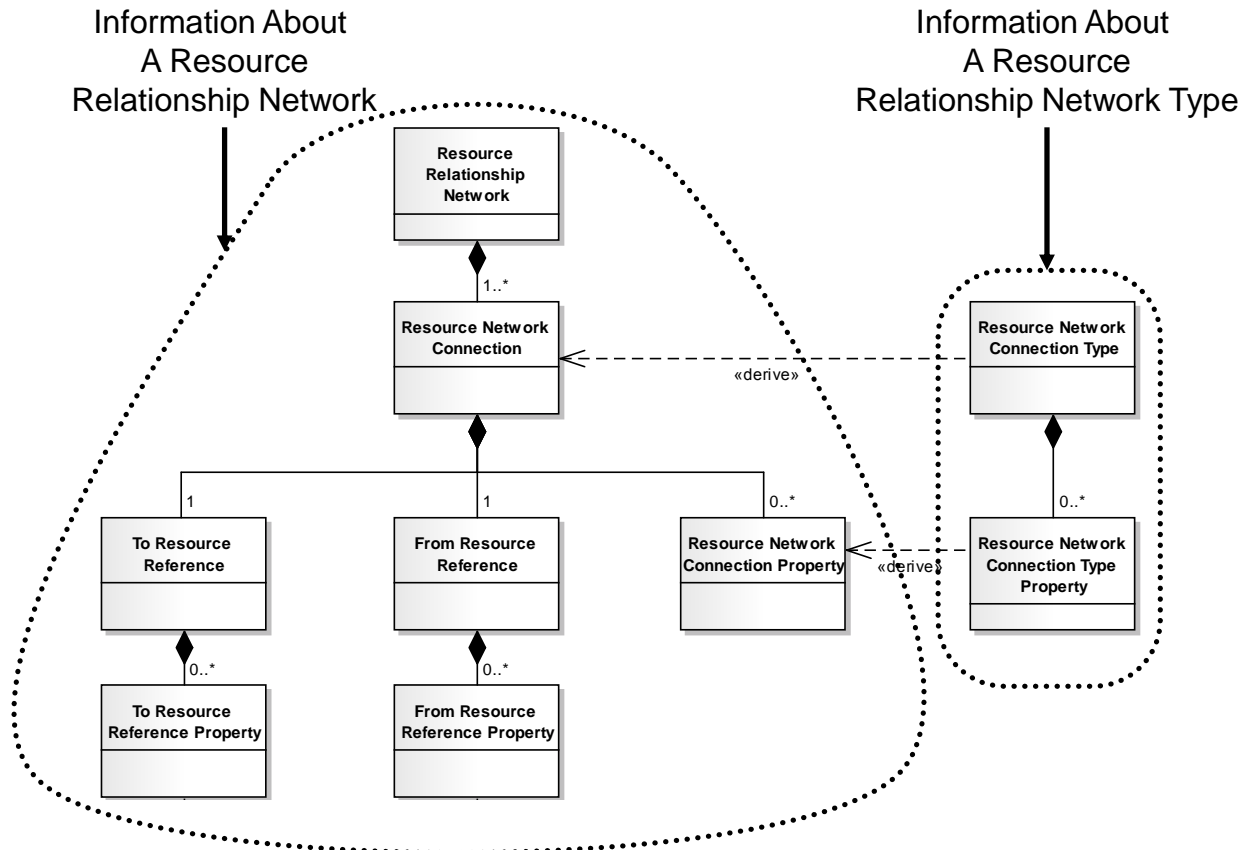 Information About
A Resource
Relationship Network
Information About
A Resource
Relationship Network Type
Resource
Relationship
Network
1..*
Resource Network
Connection
Resource Network
Connection Type
«derive»
1
1
0..*
0..*
To Resource
Reference
From Resource
Reference
Resource Network
Connection Property
«derive»
Resource Network
Connection Type
Property
0..*
0..*
To Resource
Reference Property
From Resource
Reference Property